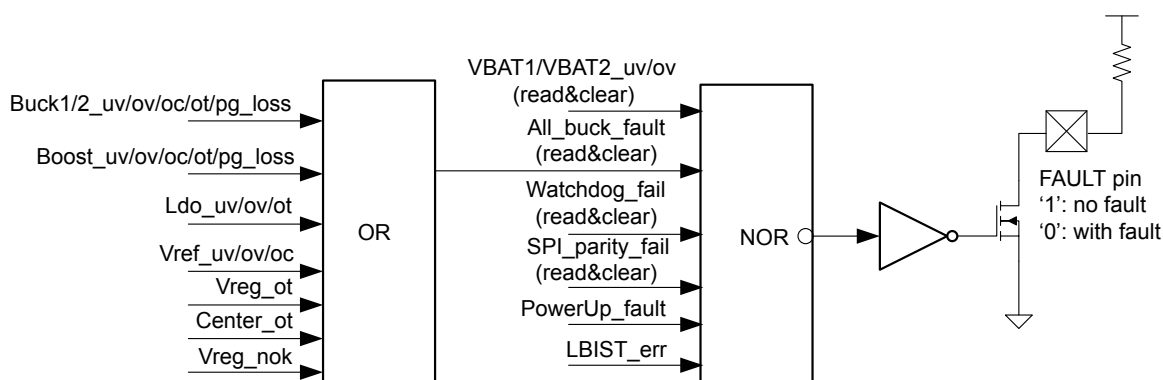 Buck1/2_uv/ov/oc/ot/pg_loss
Boost_uv/ov/oc/ot/pg_loss
Ldo_uv/ov/ot
Vref_uv/ov/oc
Vreg_ot
Center_ot
Vreg_nok
OR
VBAT1/VBAT2_uv/ov
(read&clear)
All_buck_fault
(read&clear)
Watchdog_fail
(read&clear)
SPI_parity_fail
(read&clear)
PowerUp_fault
LBIST_err
NOR
FAULT pin
‘1’: no fault
‘0’: with fault